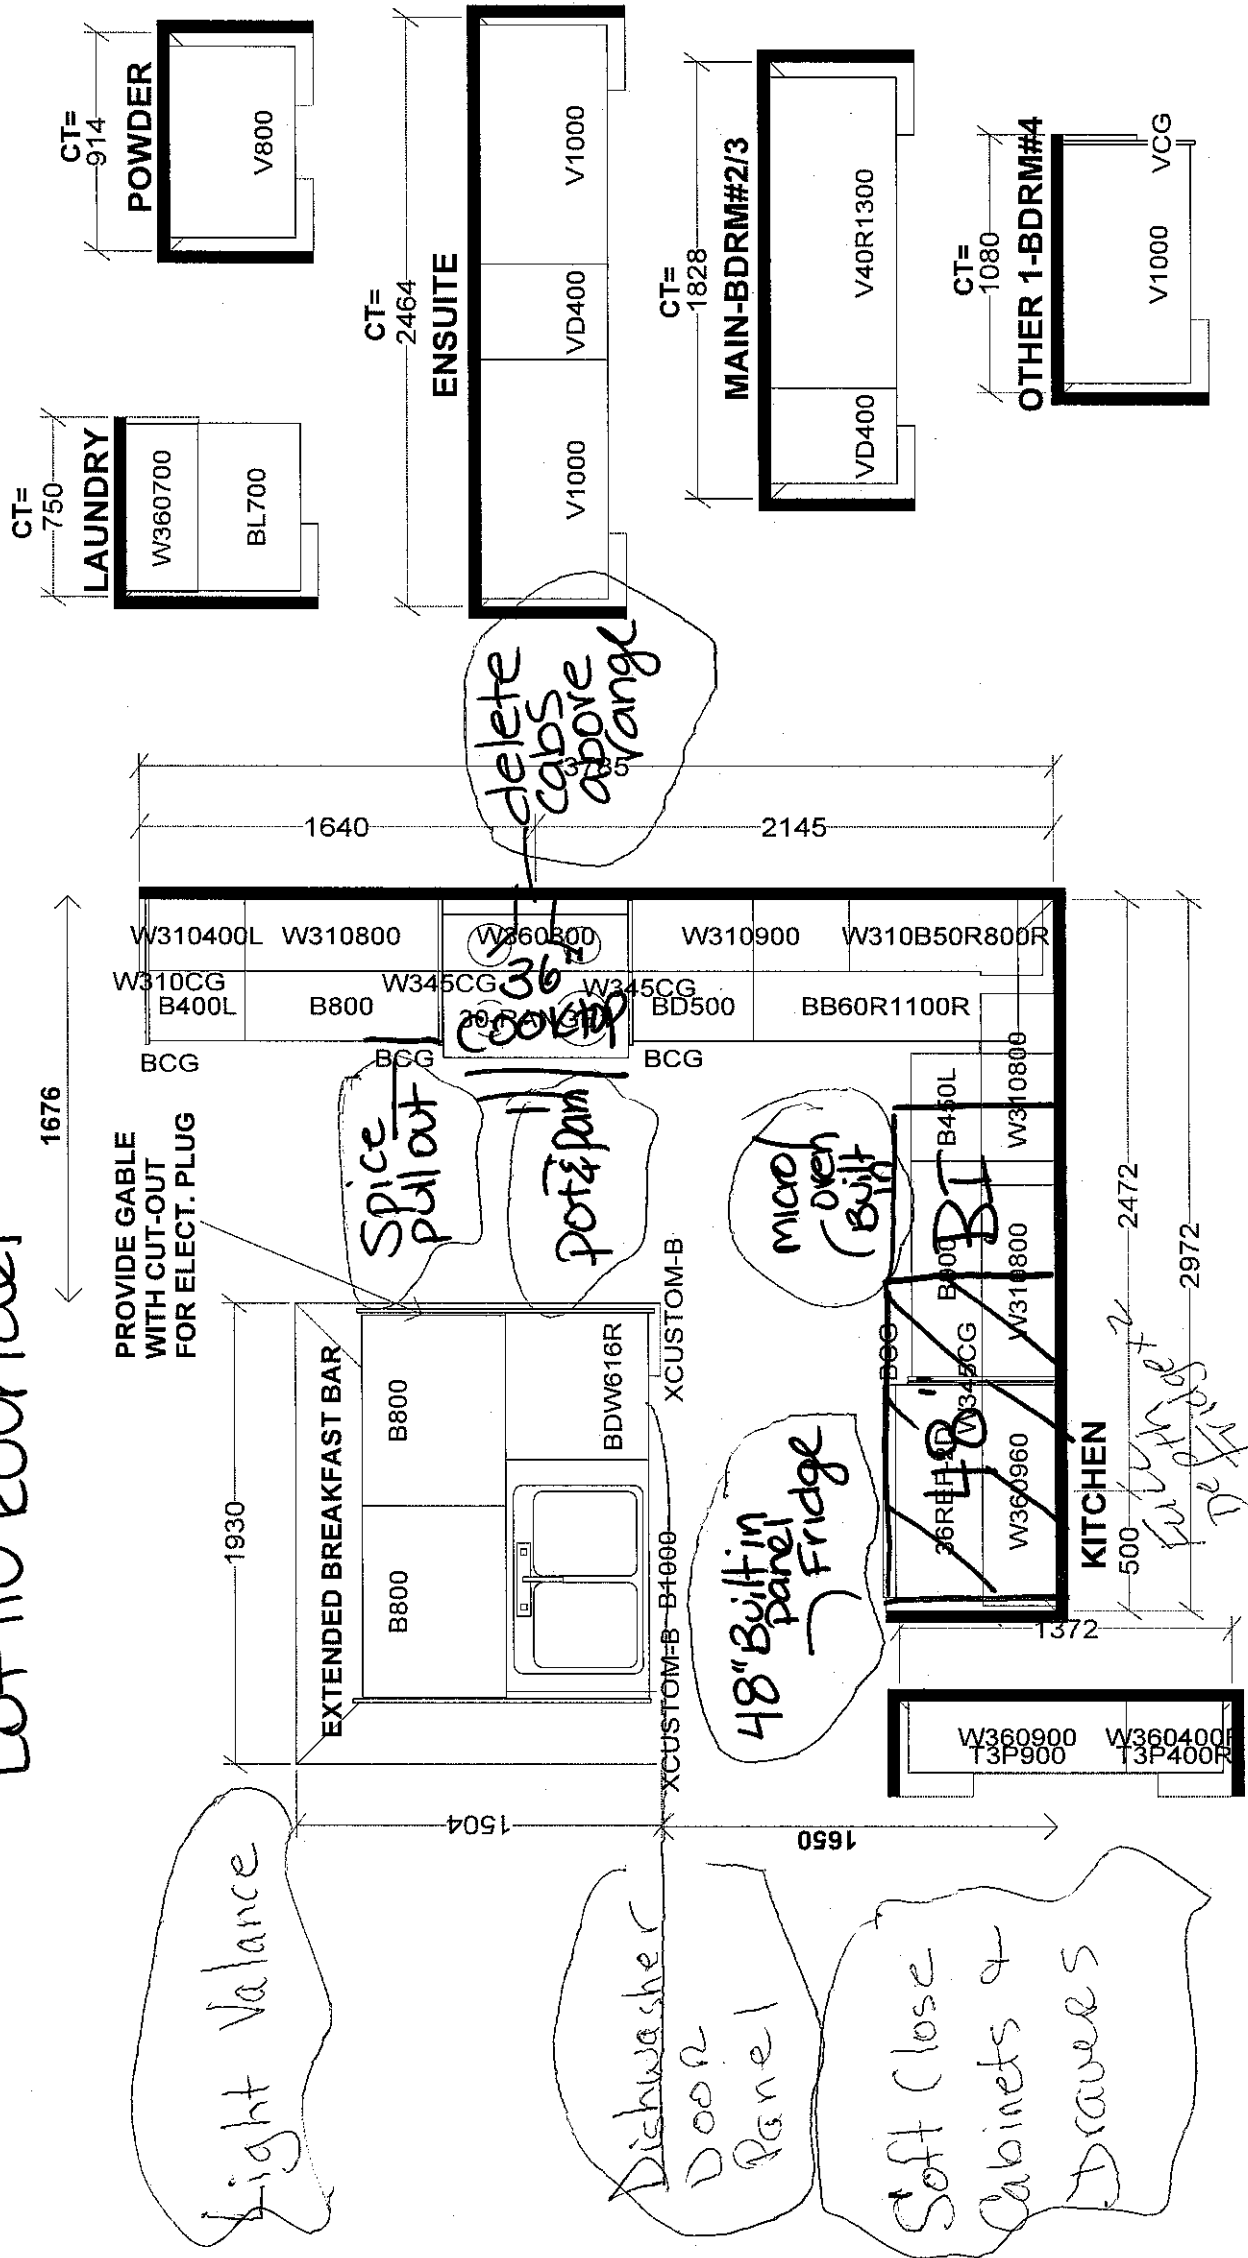 CT=
914
POWDER
V800
CT=
750
LAUNDRY
W360700
BL700
CT=
2464
ENSUITE
V1000
VD400
V1000
CT=
1828
MAIN-BDRM#2/3
VD400
V40R1300
CT=
1080
OTHER 1-BDRM#4
V1000
VCG
delete
cabs
above
range
3785
1640
2145
1676
W310400L
W310800
W360800
W310900
W310B50R800R
W310CG
W345CG
W345CG
B400L
B800
36"
cooktop
BD500
BB60R1100R
BCG
BCG
BCG
PROVIDE GABLE
WITH CUT-OUT
FOR ELECT. PLUG
Spice
pullout
pot & pan
micro/
oven
(Built
in
B450L
W310800
B900
BI
W310800
BCG
W345CG
48"
W360960
KITCHEN
2472
500
2972
1930
EXTENDED BREAKFAST BAR
B800
B800
BDW616R
XCUSTOM-B
XCUSTOM-B
B1000
48" Built in
panel
Fridge
1372
W360900
T3P900
W360400R
T3P400R
1504
1650
Light Valance
Dishwasher
Door
Panel
Soft Close
Cabinets &
Drawers